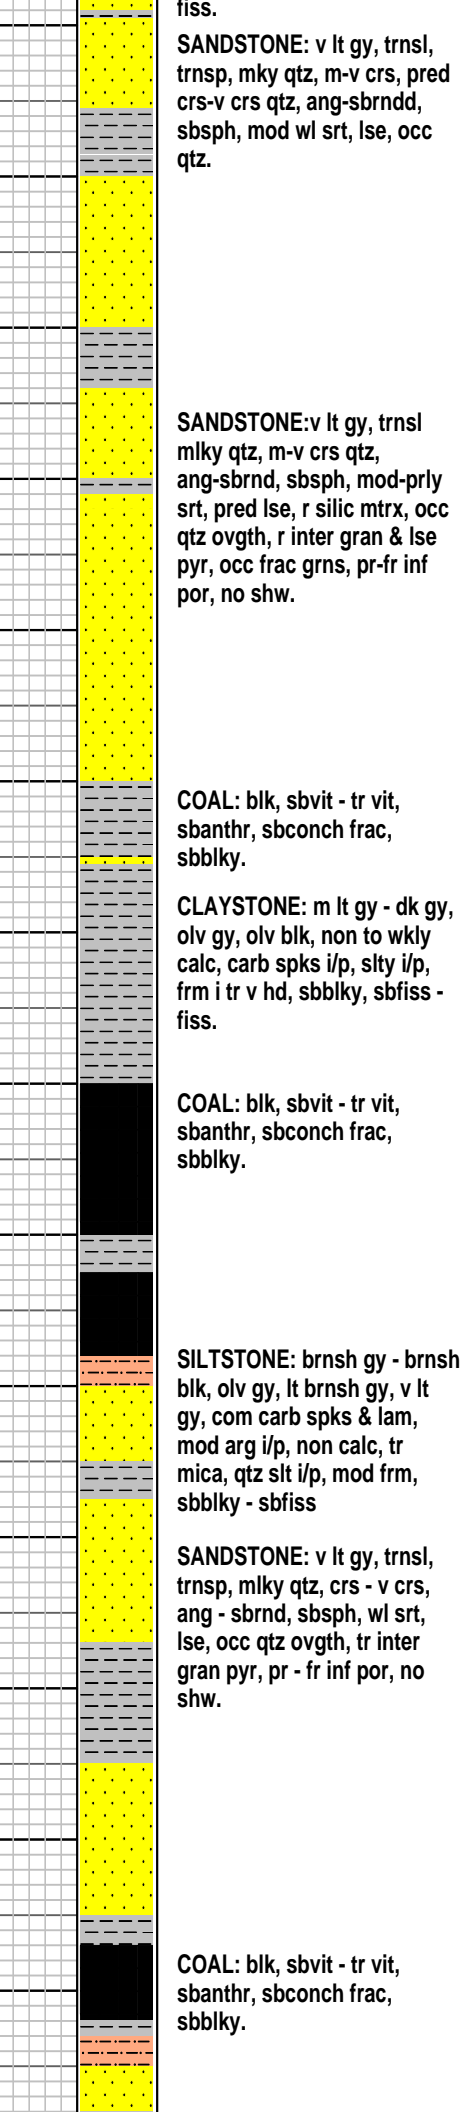 fiss.
SANDSTONE: v lt gy, trnsl,
trnsp, mky qtz, m-v crs, pred
crs-v crs qtz, ang-sbrndd,
sbsph, mod wl srt, lse, occ
qtz.
SANDSTONE:v lt gy, trnsl
mlky qtz, m-v crs qtz,
ang-sbrnd, sbsph, mod-prly
srt, pred lse, r silic mtrx, occ
qtz ovgth, r inter gran & lse
pyr, occ frac grns, pr-fr inf
por, no shw.
COAL: blk, sbvit - tr vit,
sbanthr, sbconch frac,
sbblky.
CLAYSTONE: m lt gy - dk gy,
olv gy, olv blk, non to wkly
calc, carb spks i/p, slty i/p,
frm i tr v hd, sbblky, sbfiss -
fiss.
COAL: blk, sbvit - tr vit,
sbanthr, sbconch frac,
sbblky.
SILTSTONE: brnsh gy - brnsh
blk, olv gy, lt brnsh gy, v lt
gy, com carb spks & lam,
mod arg i/p, non calc, tr
mica, qtz slt i/p, mod frm,
sbblky - sbfiss
SANDSTONE: v lt gy, trnsl,
trnsp, mlky qtz, crs - v crs,
ang - sbrnd, sbsph, wl srt,
lse, occ qtz ovgth, tr inter
gran pyr, pr - fr inf por, no
shw.
COAL: blk, sbvit - tr vit,
sbanthr, sbconch frac,
sbblky.